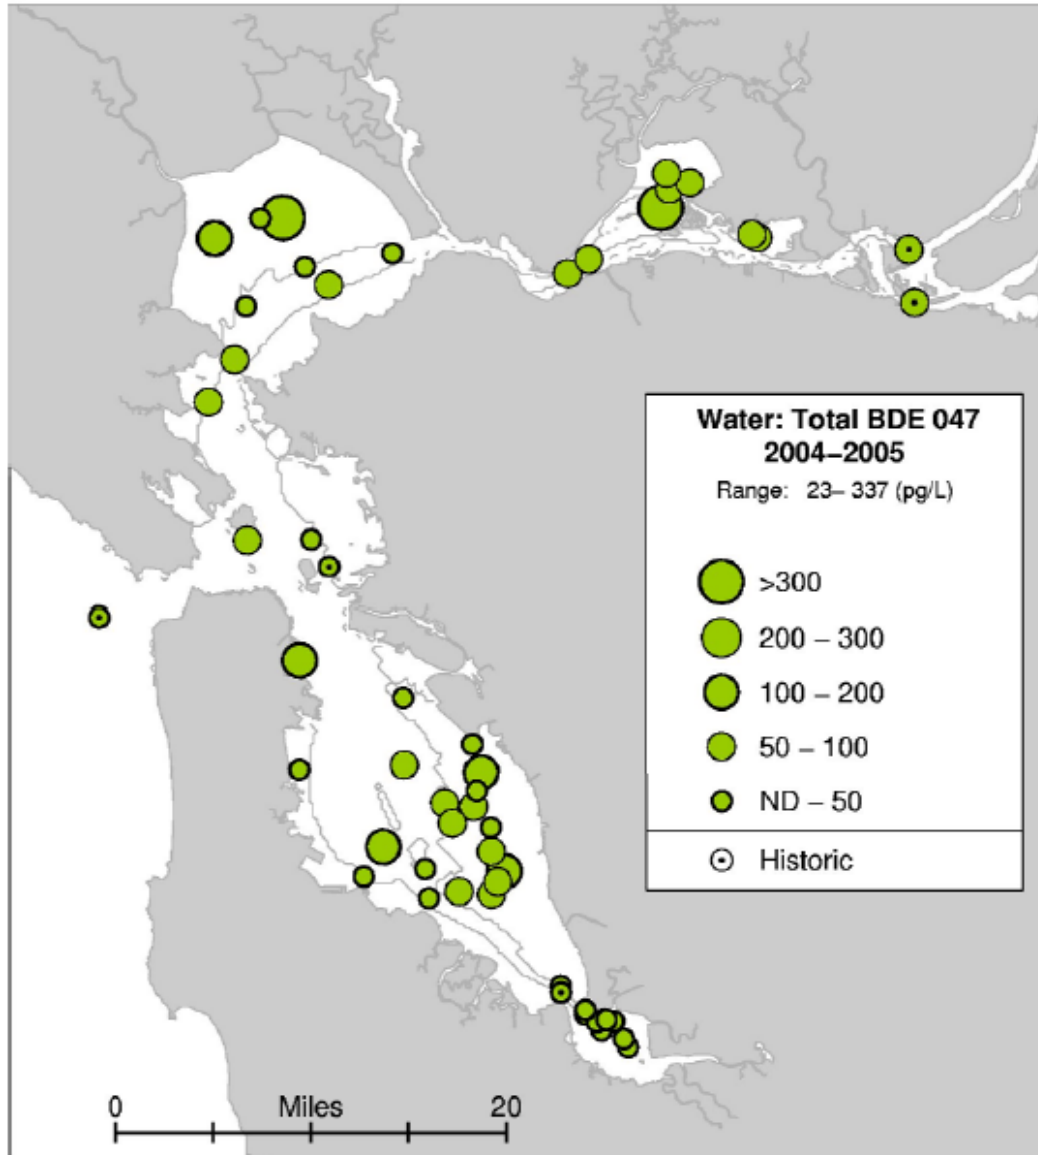 Water: Total BDE 047
2004–2005
Range: 23– 337 (pg/L)
>300
200 – 300
100 – 200
50 – 100
ND – 50
Historic
0 Miles 20